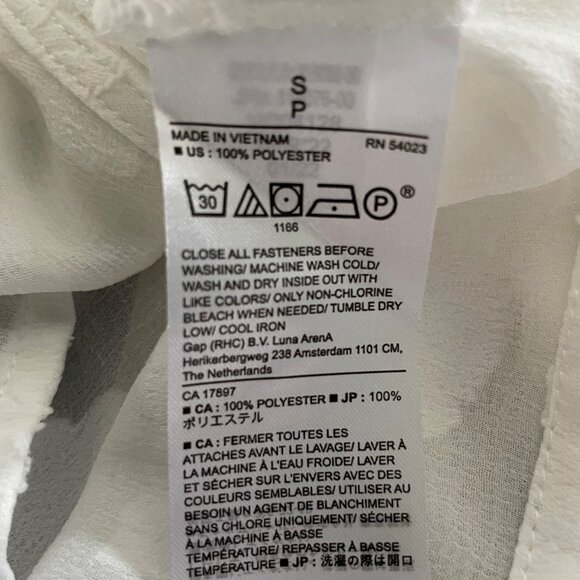 S
P
MADE IN VIETNAM RN 54023
■ US : 100% POLYESTER
30 P ®
1166
CLOSE ALL FASTENERS BEFORE
WASHING/ MACHINE WASH COLD/
WASH AND DRY INSIDE OUT WITH
LIKE COLORS/ ONLY NON-CHLORINE
BLEACH WHEN NEEDED/ TUMBLE DRY
LOW/ COOL IRON
Gap (RHC) B.V. Luna ArenA
Herikerbergweg 238 Amsterdam 1101 CM,
The Netherlands
CA 17897
■ CA : 100% POLYESTER ■ JP : 100%
ポリエステル
■ CA : FERMER TOUTES LES
ATTACHES AVANT LE LAVAGE/ LAVER À
LA MACHINE À L'EAU FROIDE/ LAVER
ET SÉCHER SUR L'ENVERS AVEC DES
COULEURS SEMBLABLES/ UTILISER AU
BESOIN UN AGENT DE BLANCHIMENT
SANS CHLORE UNIQUEMENT/ SÉCHER
À LA MACHINE À BASSE
TEMPÉRATURE/ REPASSER À BASSE
TEMPÉRATURE ■ JP : 洗濯の際は開口